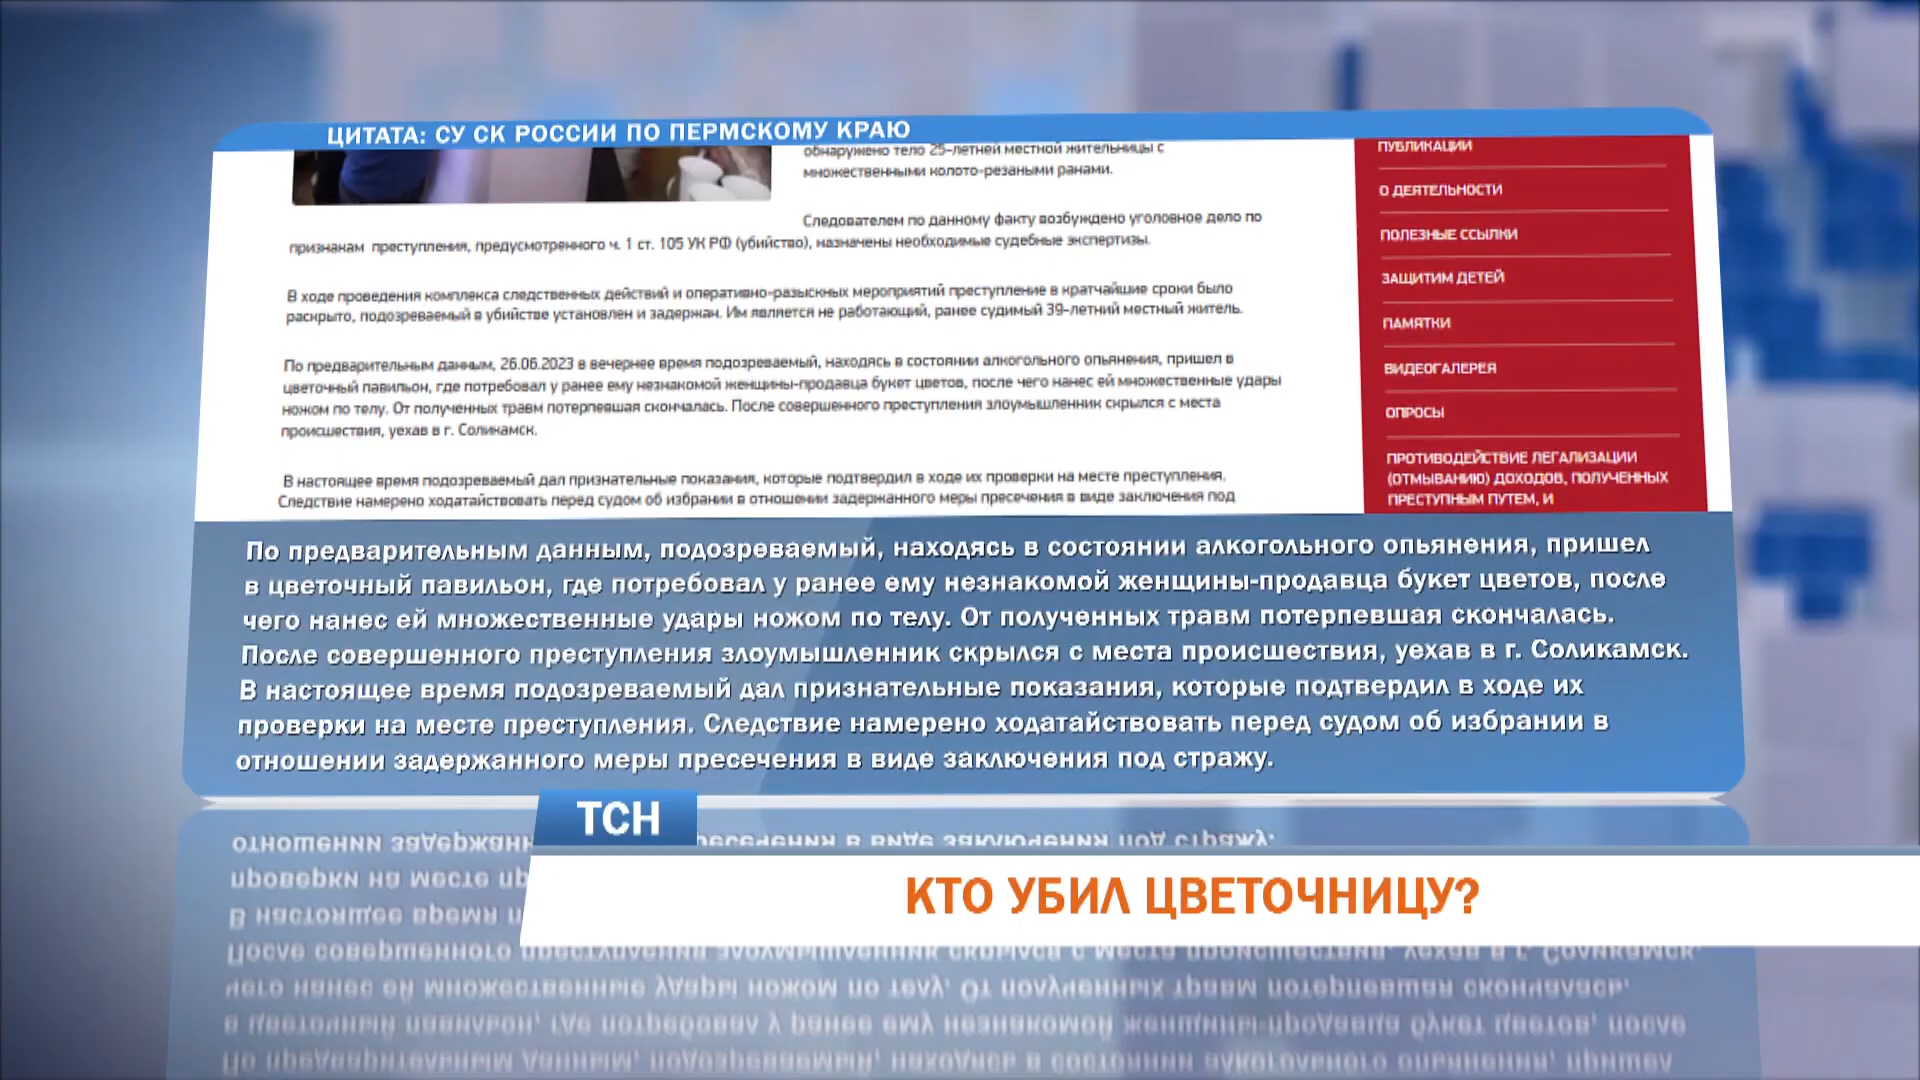 ЦИТАТА: СУ СК РОССИИ ПО ПЕРМСКОМУ КРАЮ
обнаружено тело 25-летней местной жительницы с
множественными колото-резаными ранами.
Следователем по данному факту возбуждено уголовное дело по
признакам преступления, предусмотренного ч. 1 ст. 105 УК РФ (убийство), назначены необходимые судебные экспертизы.
В ходе проведения комплекса следственных действий и оперативно-разыскных мероприятий преступление в кратчайшие сроки было
раскрыто, подозреваемый в убийстве установлен и задержан. Им является не работающий, ранее судимый 39-летний местный житель.
По предварительным данным, 26.06.2023 в вечернее время подозреваемый, находясь в состоянии алкогольного опьянения, пришел в
цветочный павильон, где потребовал у ранее ему незнакомой женщины-продавца букет цветов, после чего нанес ей множественные удары
ножом по телу. От полученных травм потерпевшая скончалась. После совершенного преступления злоумышленник скрылся с места
происшествия, уехав в г. Соликамск.
В настоящее время подозреваемый дал признательные показания, которые подтвердил в ходе их проверки на месте преступления.
Следствие намерено ходатайствовать перед судом об избрании в отношении задержанного меры пресечения в виде заключения под
ПУБЛИКАЦИИ
О ДЕЯТЕЛЬНОСТИ
ПОЛЕЗНЫЕ ССЫЛКИ
ЗАЩИТИМ ДЕТЕЙ
ПАМЯТКИ
ВИДЕОГАЛЕРЕЯ
ОПРОСЫ
ПРОТИВОДЕЙСТВИЕ ЛЕГАЛИЗАЦИИ
(ОТМЫВАНИЮ) ДОХОДОВ, ПОЛУЧЕННЫХ
ПРЕСТУПНЫМ ПУТЕМ, И
По предварительным данным, подозреваемый, находясь в состоянии алкогольного опьянения, пришел
в цветочный павильон, где потребовал у ранее ему незнакомой женщины-продавца букет цветов, после
чего нанес ей множественные удары ножом по телу. От полученных травм потерпевшая скончалась.
После совершенного преступления злоумышленник скрылся с места происшествия, уехав в г. Соликамск.
В настоящее время подозреваемый дал признательные показания, которые подтвердил в ходе их
проверки на месте преступления. Следствие намерено ходатайствовать перед судом об избрании в
отношении задержанного меры пресечения в виде заключения под стражу.
ТСН
КТО УБИЛ ЦВЕТОЧНИЦУ?